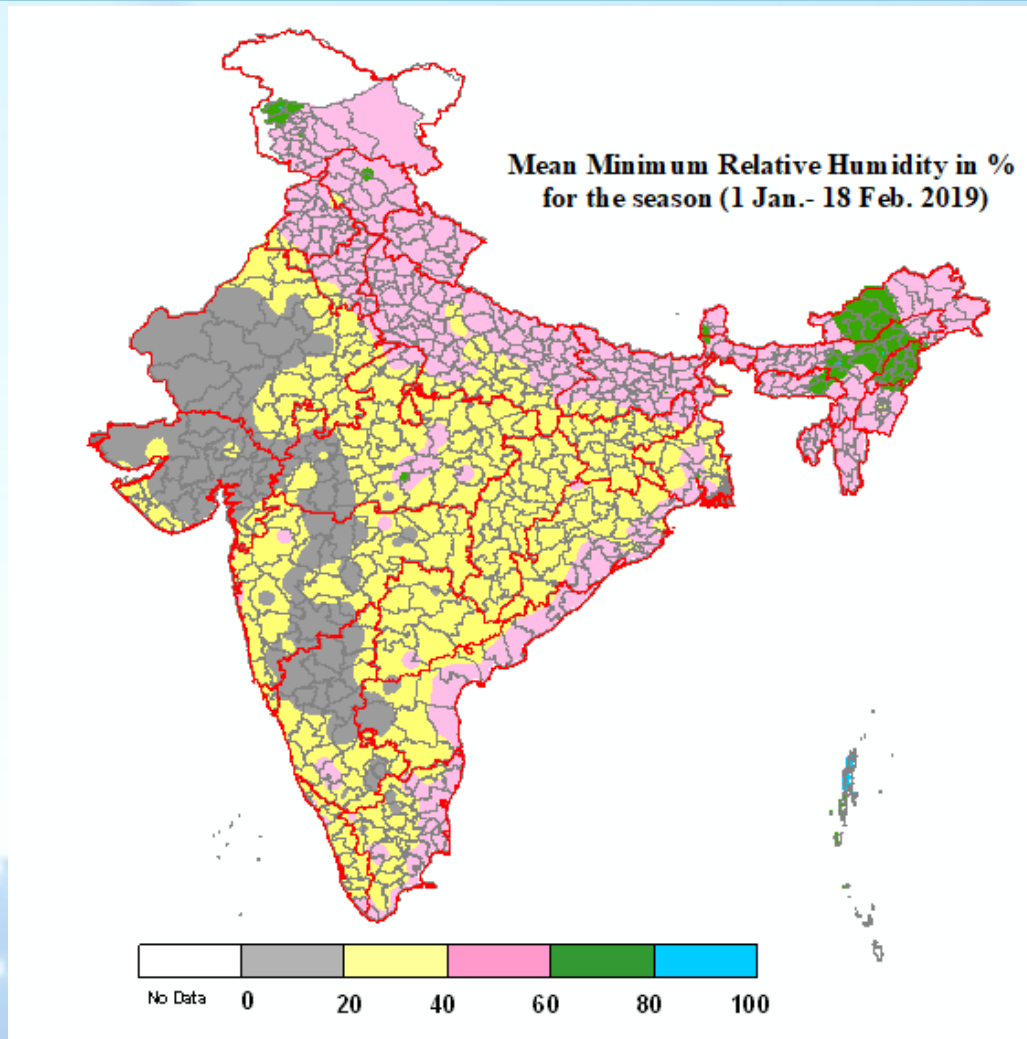 Mean Minimum Relative Humidity in %
for the season (1 Jan.- 18 Feb. 2019)
No Data 0 20 40 60 80 100